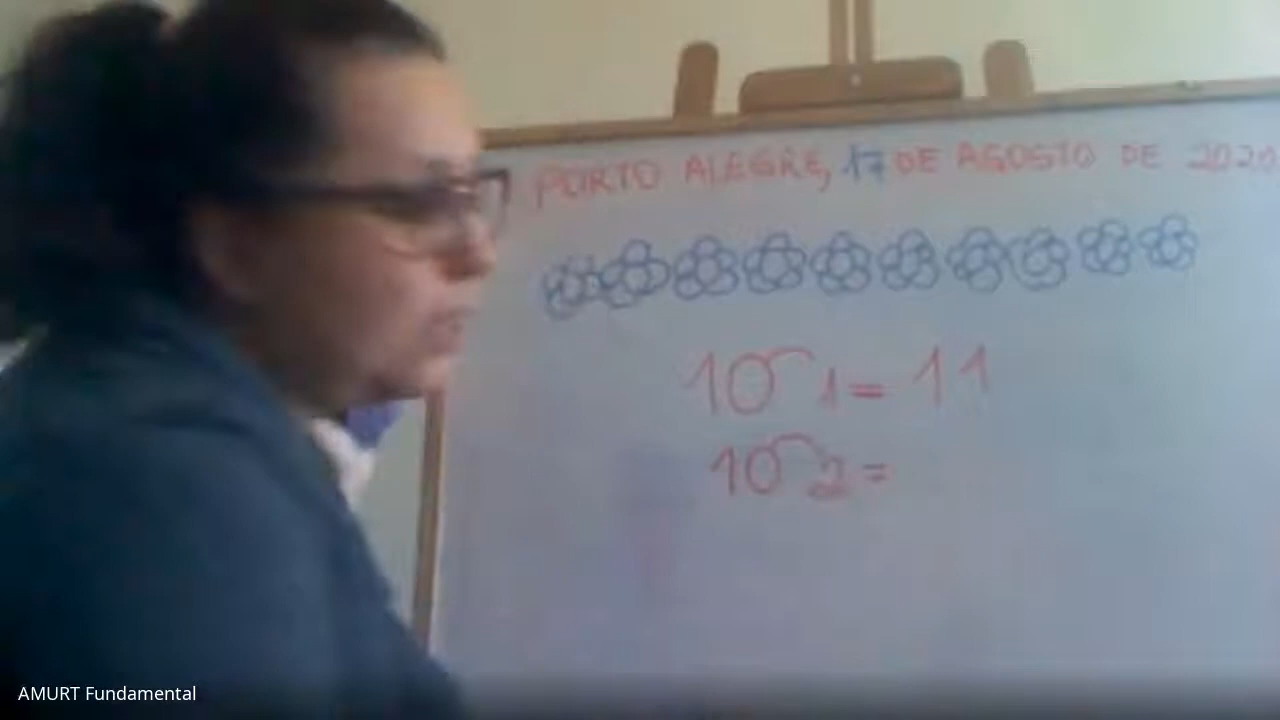 PORTO ALEGRE, 17 DE AGOSTO DE 2020
10 1 = 11
10 2 =
AMURT Fundamental